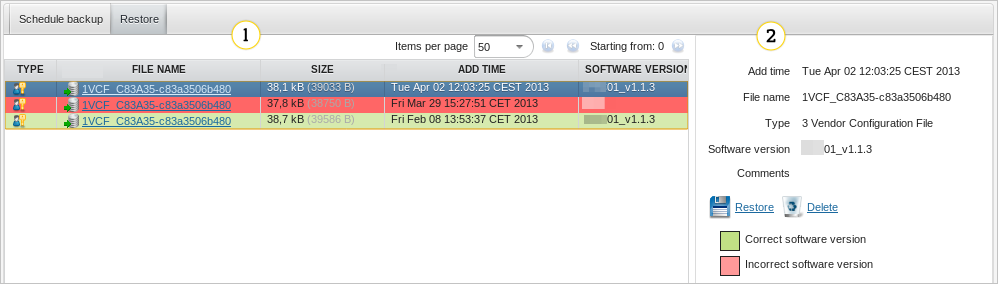 Schedule backup Restore
1
2
Items per page 50 Starting from: 0
TYPE FILE NAME SIZE ADD TIME SOFTWARE VERSION
1VCF_C83A35-c83a3506b480 38,1 kB (39033 B) Tue Apr 02 12:03:25 CEST 2013 01_v1.1.3
1VCF_C83A35-c83a3506b480 37,8 kB (38750 B) Fri Mar 29 15:27:51 CET 2013
1VCF_C83A35-c83a3506b480 38,7 kB (39586 B) Fri Feb 08 13:53:37 CET 2013 01_v1.1.3
Add time Tue Apr 02 12:03:25 CEST 2013
File name 1VCF_C83A35-c83a3506b480
Type 3 Vendor Configuration File
Software version 01_v1.1.3
Comments
Restore Delete
Correct software version
Incorrect software version